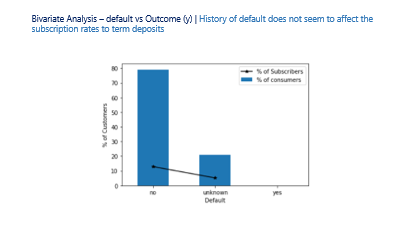 Bivariate Analysis – default vs Outcome (y) | History of default does not seem to affect the
subscription rates to term deposits
% of Subscribers
% of consumers
% of Customers
80
70
60
50
40
30
20
10
0
no unknown yes
Default